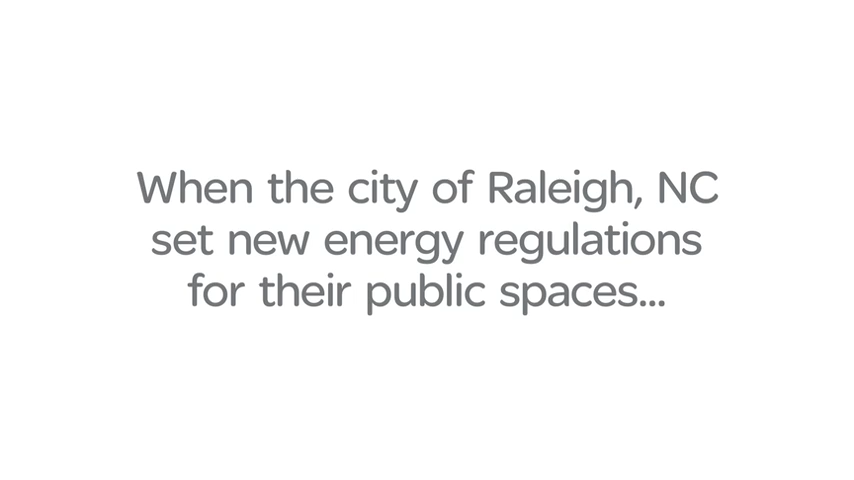 When the city of Raleigh, NC
set new energy regulations
for their public spaces...